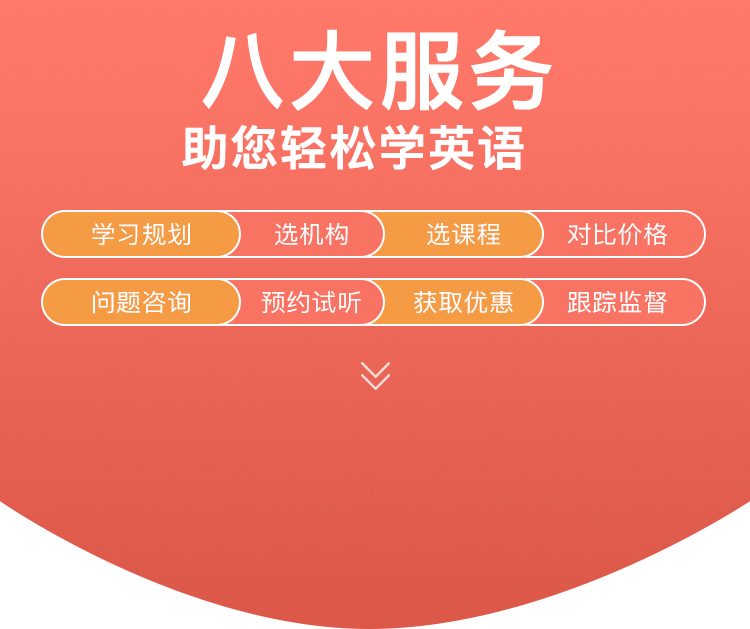 八大服务
助您轻松学英语
学习规划 选机构 选课程 对比价格
问题咨询 预约试听 获取优惠 跟踪监督